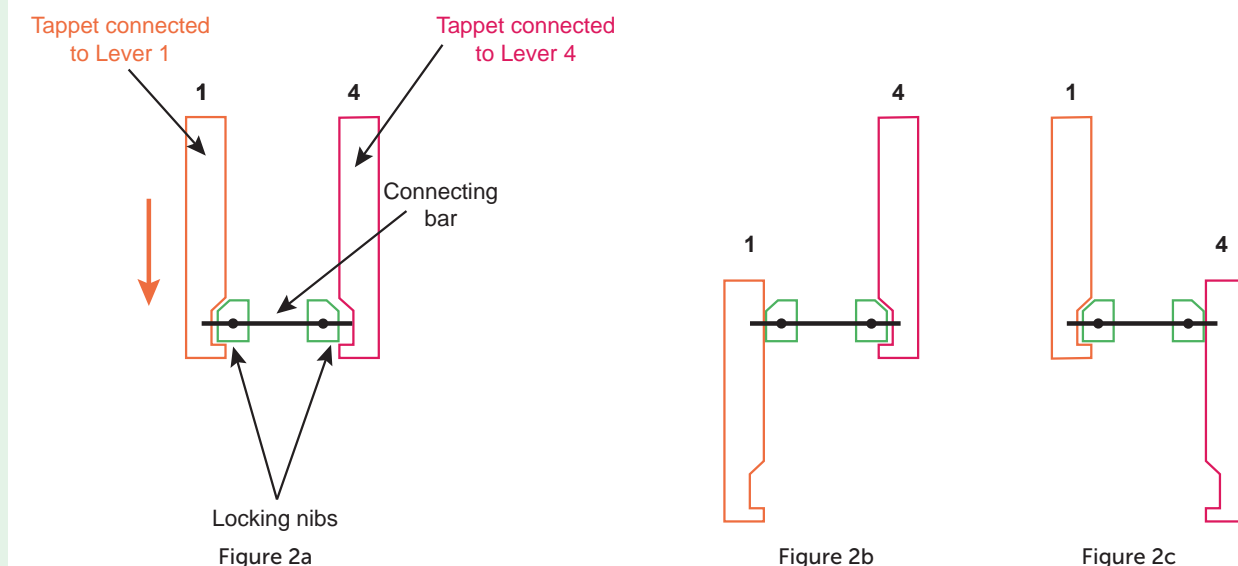 Tappet connected
to Lever 1
Tappet connected
to Lever 4
1
4
Connecting
bar
Locking nibs
Figure 2a
4
1
Figure 2b
1
4
Figure 2c